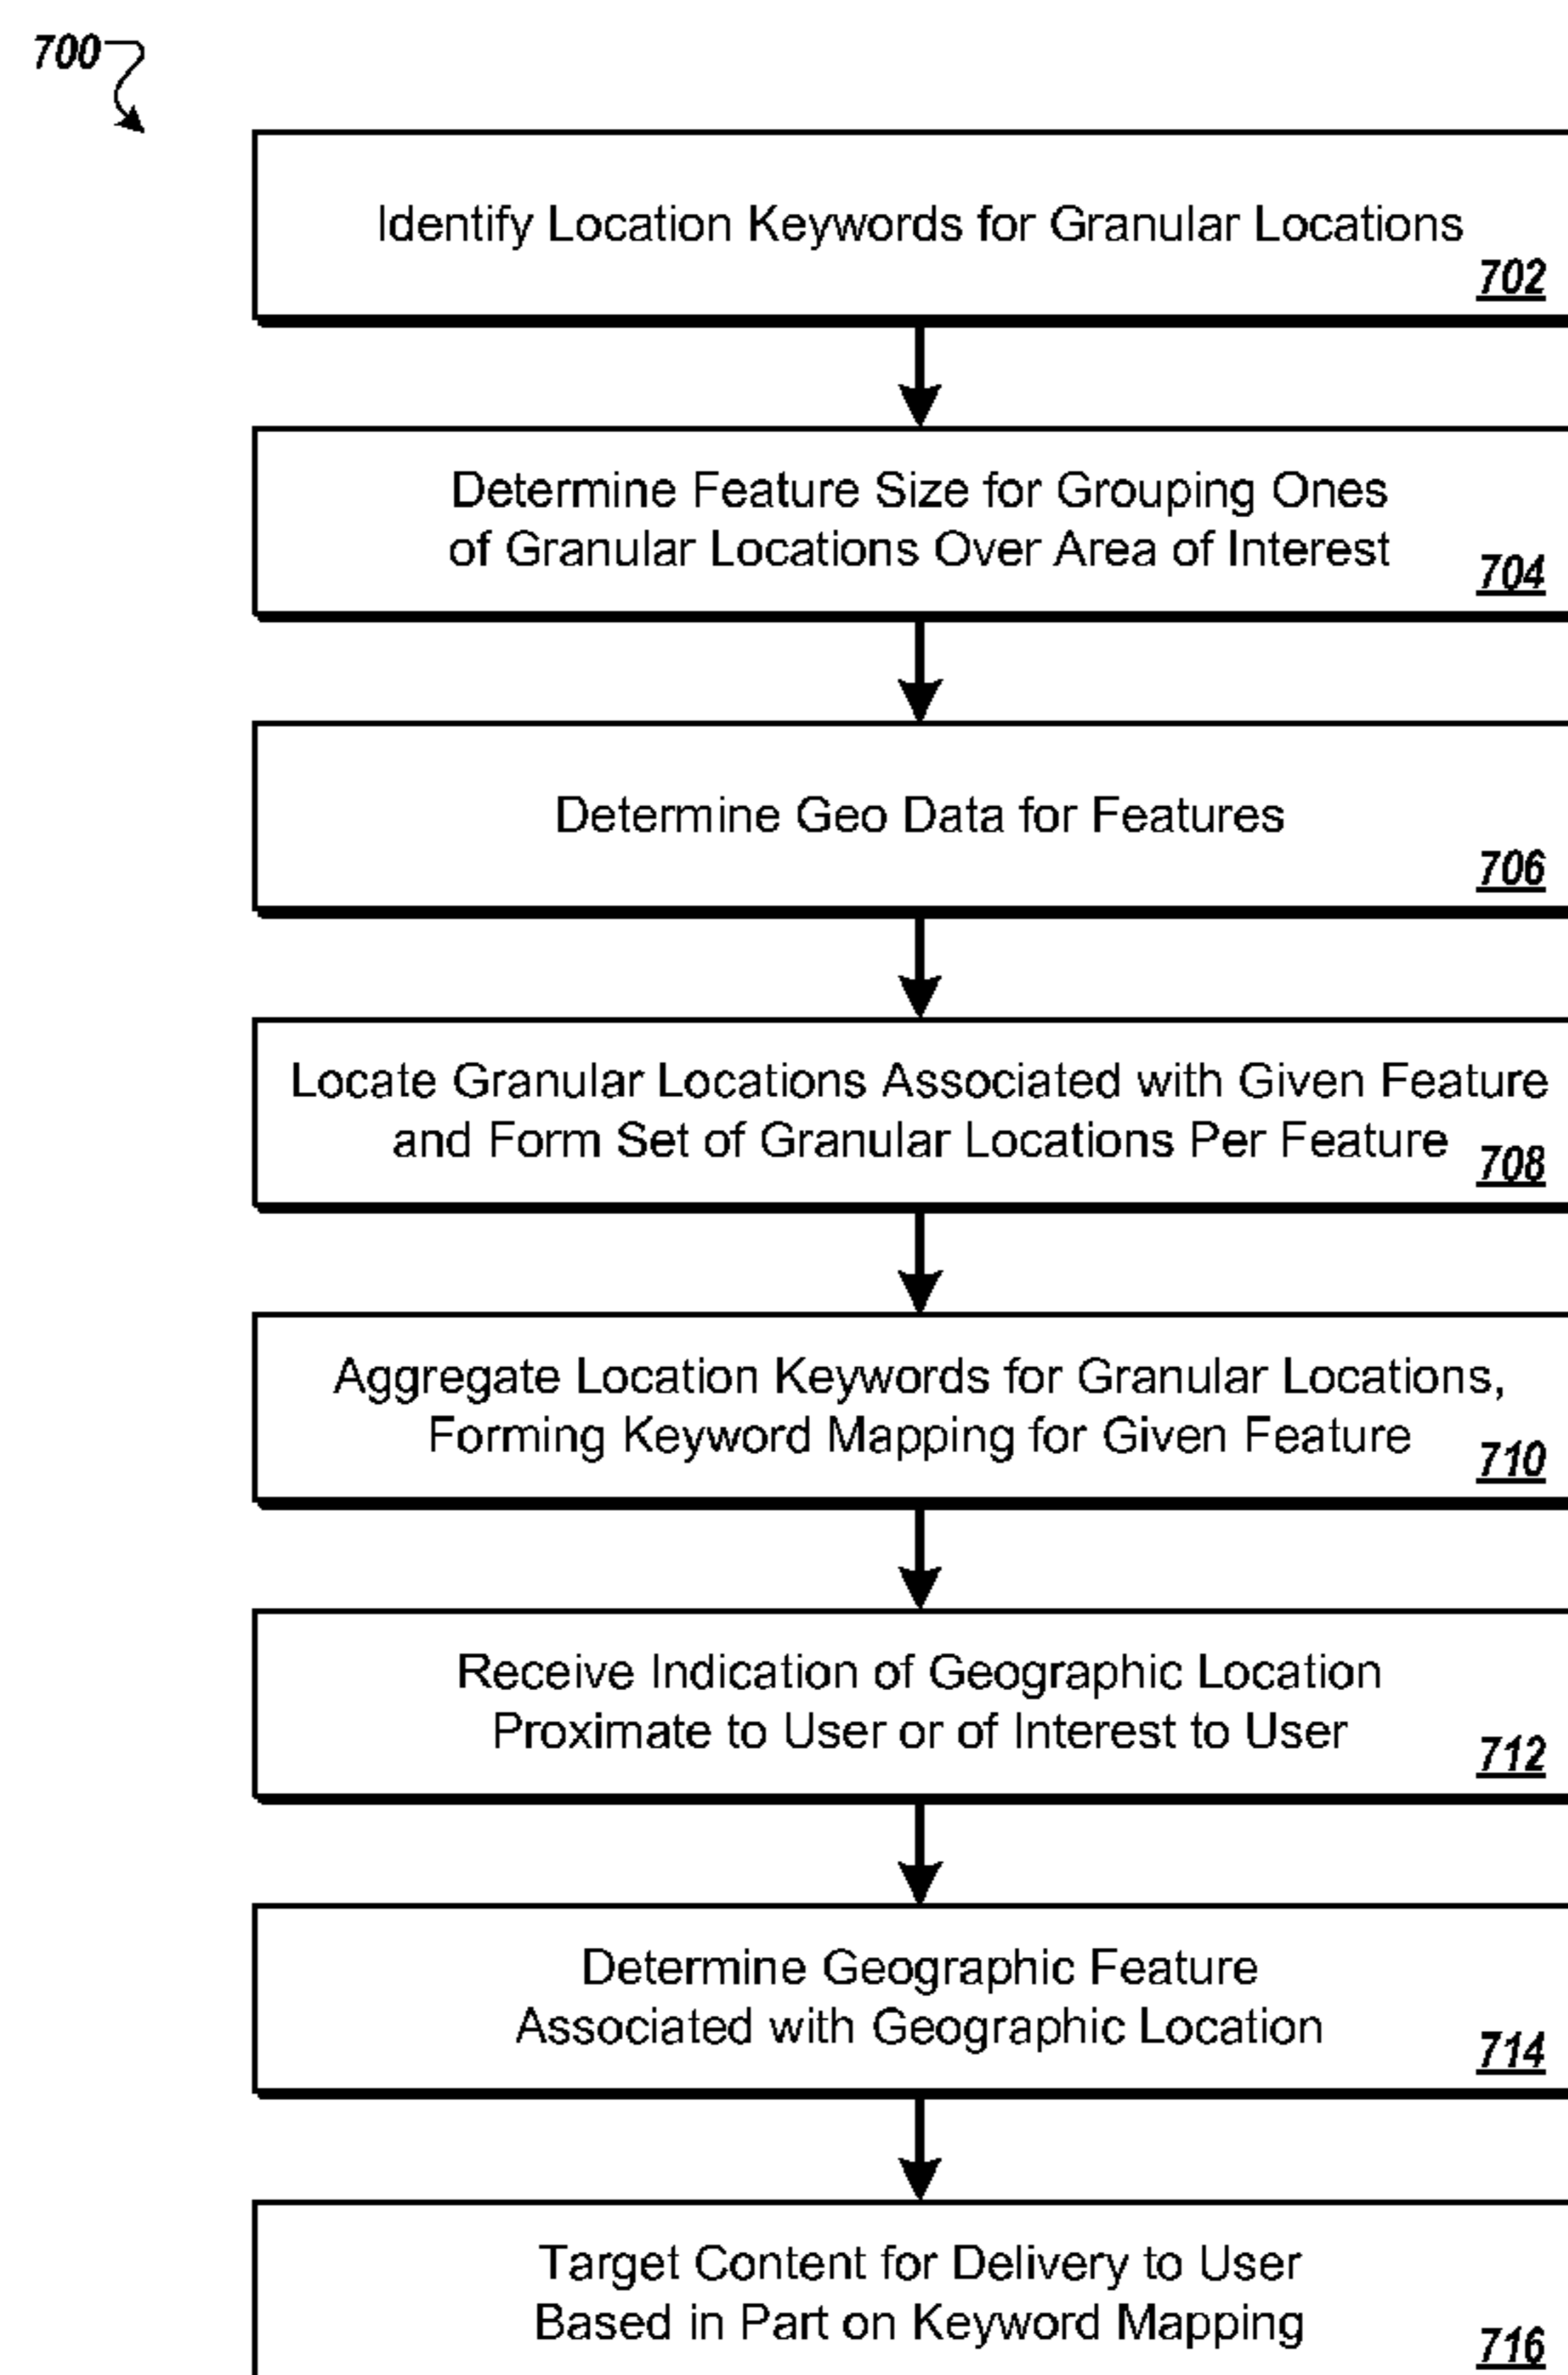 700
Identify Location Keywords for Granular Locations
702
Determine Feature Size for Grouping Ones
of Granular Locations Over Area of Interest
704
Determine Geo Data for Features
706
Locate Granular Locations Associated with Given Feature
and Form Set of Granular Locations Per Feature
708
Aggregate Location Keywords for Granular Locations,
Forming Keyword Mapping for Given Feature
710
Receive Indication of Geographic Location
Proximate to User or of Interest to User
712
Determine Geographic Feature
Associated with Geographic Location
714
Target Content for Delivery to User
Based in Part on Keyword Mapping
716